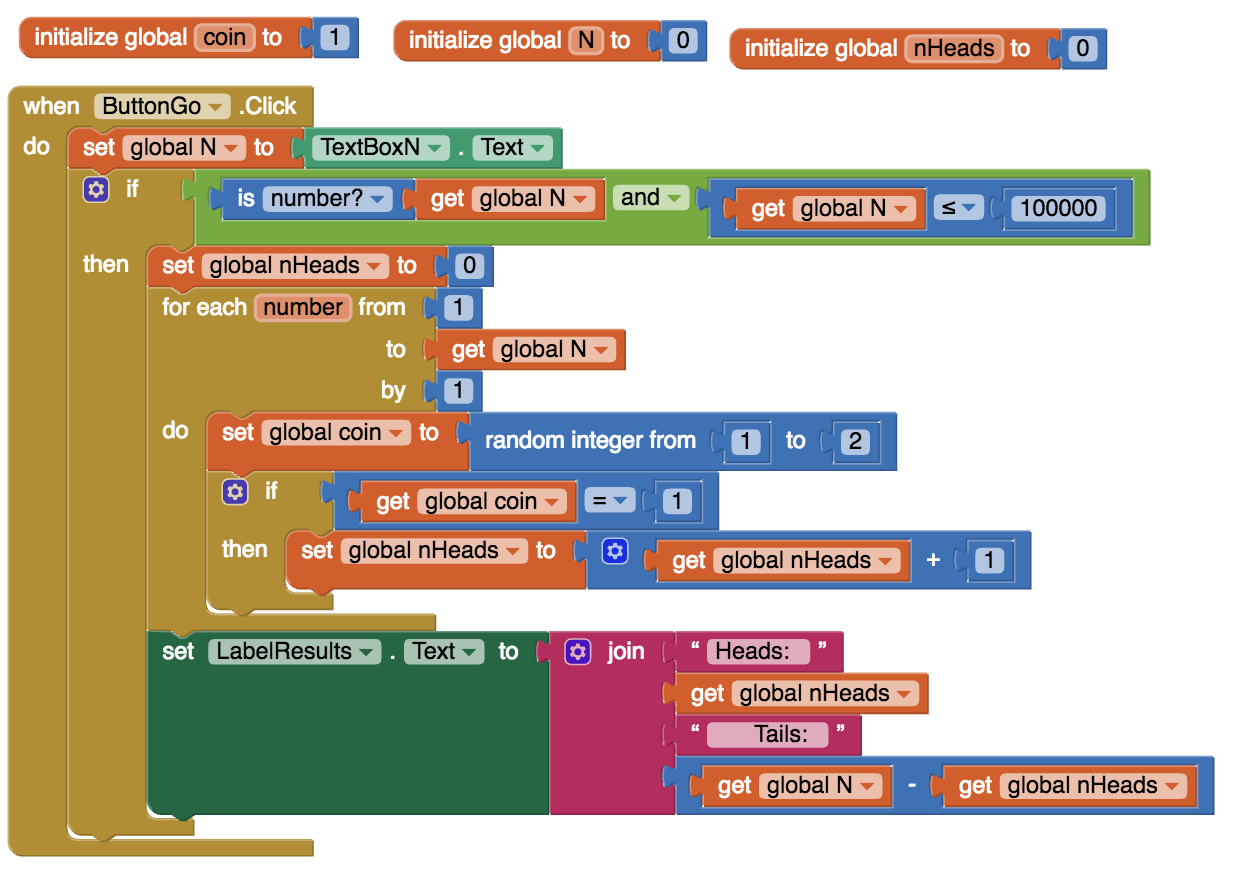 initialize global coin to 1
initialize global N to 0
initialize global nHeads to 0
when ButtonGo .Click
do set global N to TextBoxN . Text
if is number? get global N and get global N ≤ 100000
then set global nHeads to 0
for each number from 1
to get global N
by 1
do set global coin to random integer from 1 to 2
if get global coin = 1
then set global nHeads to get global nHeads + 1
set LabelResults . Text to join “ Heads: ”
get global nHeads
“ Tails: ”
get global N - get global nHeads